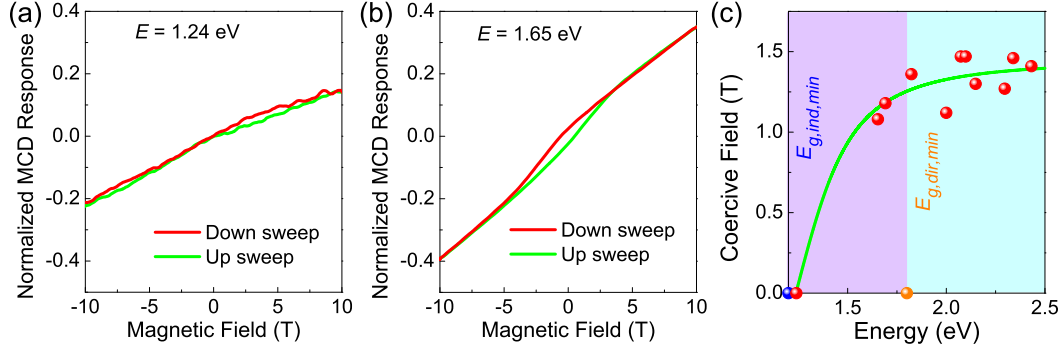 (a)
E = 1.24 eV
Normalized MCD Response
0.4
0.2
0.0
-0.2
-0.4
-10
-5
0
5
10
Magnetic Field (T)
Down sweep
Up sweep
(b)
E = 1.65 eV
Normalized MCD Response
0.4
0.2
0.0
-0.2
-0.4
-10
-5
0
5
10
Magnetic Field (T)
Down sweep
Up sweep
(c)
Coercive Field (T)
1.5
1.0
0.5
0.0
1.5
2.0
2.5
Energy (eV)
E_g,ind,min
E_g,dir,min